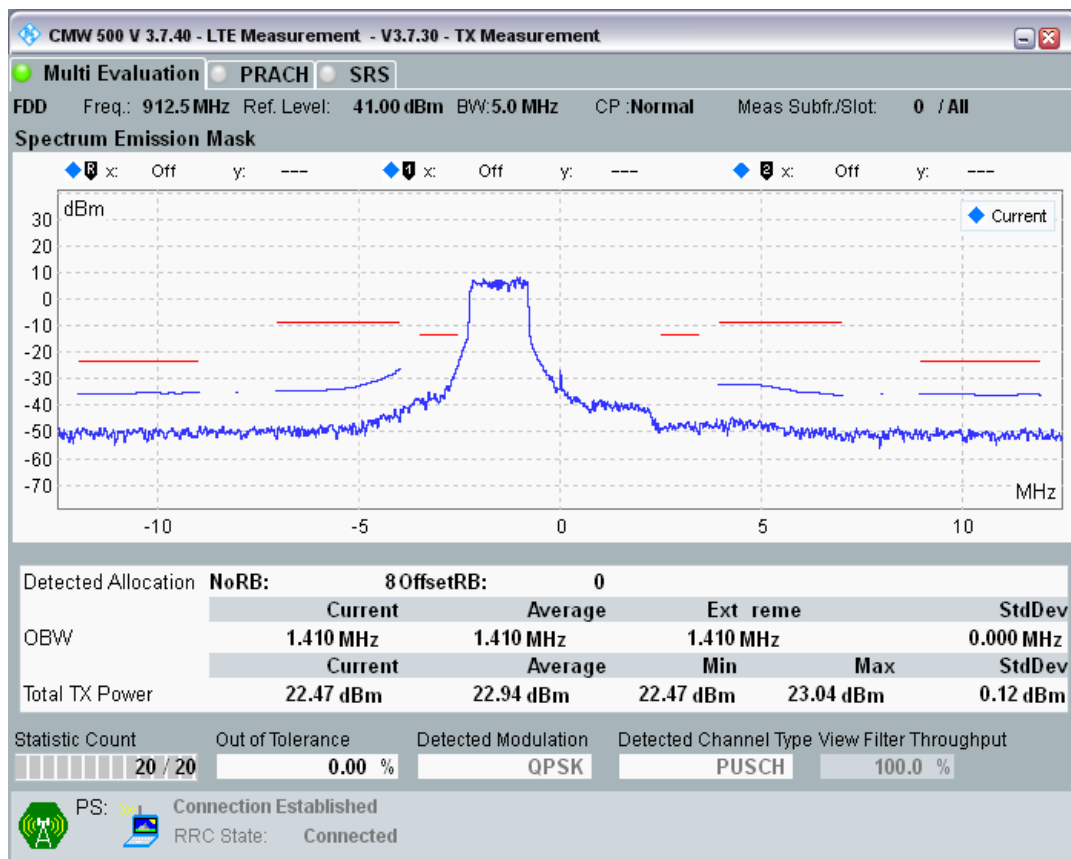 CMW 500 V 3.7.40 - LTE Measurement - V3.7.30 - TX Measurement
Multi Evaluation PRACH SRS
FDD Freq.: 912.5 MHz Ref. Level: 41.00 dBm BW:5.0 MHz CP :Normal Meas Subfr./Slot: 0 / All
Spectrum Emission Mask
R x: Off y: --- 1 x: Off y: --- 2 x: Off y: ---
dBm
Current
30
20
10
0
-10
-20
-30
-40
-50
-60
-70
MHz
-10 -5 0 5 10
Detected Allocation NoRB: 8 OffsetRB: 0
Current Average Ext reme StdDev
OBW 1.410 MHz 1.410 MHz 1.410 MHz 0.000 MHz
Current Average Min Max StdDev
Total TX Power 22.47 dBm 22.94 dBm 22.47 dBm 23.04 dBm 0.12 dBm
Statistic Count Out of Tolerance Detected Modulation Detected Channel Type View Filter Throughput
20 / 20 0.00 % QPSK PUSCH 100.0 %
PS: Connection Established
RRC State: Connected